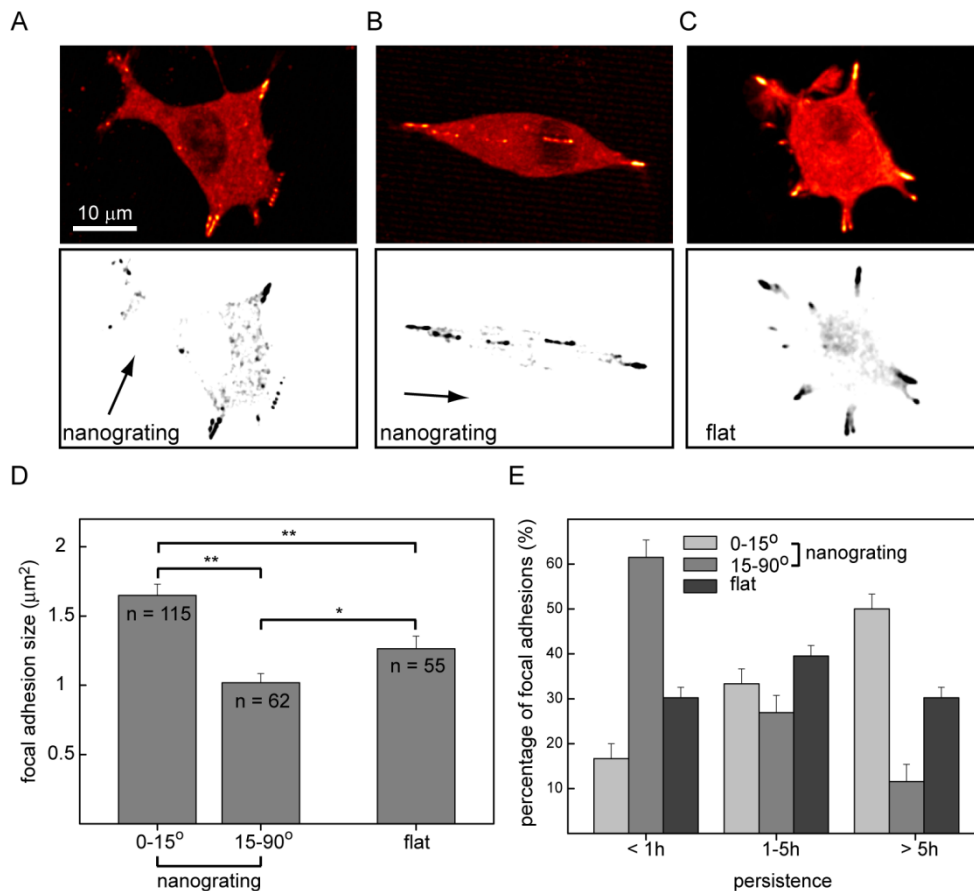 A
B
C
10 μm
nanograting
nanograting
flat
D
focal adhesion size (μm²)
2
1.5
1
0.5
**
**
*
n = 115
n = 62
n = 55
0-15°
15-90°
flat
nanograting
E
percentage of focal adhesions (%)
60
50
40
30
20
10
0-15°
15-90°
nanograting
flat
< 1h
1-5h
> 5h
persistence